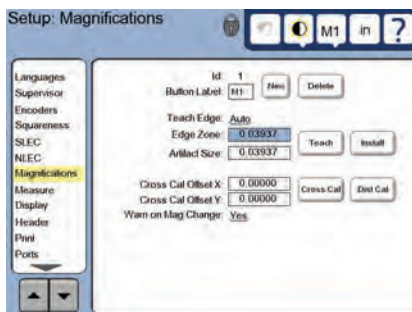 Setup: Magnifications
M1 in ?
Languages
Supervisor
Encoders
Squareness
SLEC
NLEC
Magnifications
Measure
Display
Header
Print
Ports
Id: 1
Button Label: M1 New Delete
Teach Edge: Auto
Edge Zone: 0.03937
Artifact Size: 0.03937
Teach Install
Cross Cal Offset X: 0.00000
Cross Cal Offset Y: 0.00000
Cross Cal Dist Cal
Warn on Mag Change: Yes